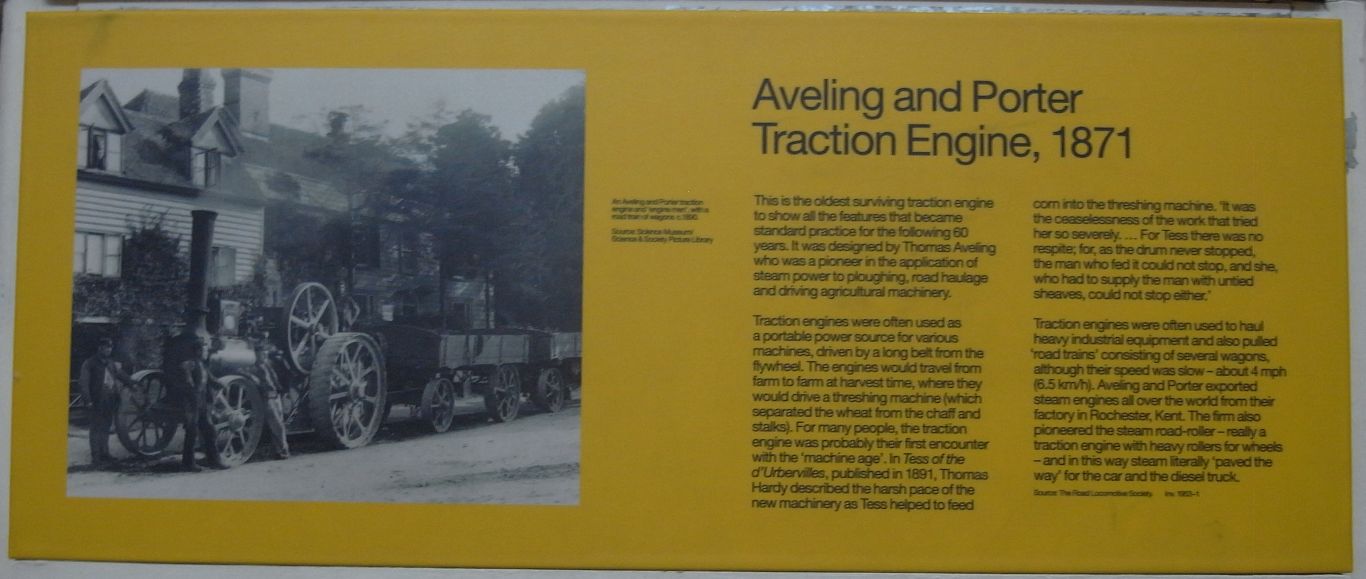 Aveling and Porter
Traction Engine, 1871
An Aveling and Porter traction
engine and 'engine men', with a
road train of wagons c.1890.
Source: Science Museum/
Science & Society Picture Library
This is the oldest surviving traction engine
to show all the features that became
standard practice for the following 60
years. It was designed by Thomas Aveling
who was a pioneer in the application of
steam power to ploughing, road haulage
and driving agricultural machinery.
Traction engines were often used as
a portable power source for various
machines, driven by a long belt from the
flywheel. The engines would travel from
farm to farm at harvest time, where they
would drive a threshing machine (which
separated the wheat from the chaff and
stalks). For many people, the traction
engine was probably their first encounter
with the 'machine age'. In Tess of the
d'Urbervilles, published in 1891, Thomas
Hardy described the harsh pace of the
new machinery as Tess helped to feed
corn into the threshing machine. 'It was
the ceaselessness of the work that tried
her so severely. ... For Tess there was no
respite; for, as the drum never stopped,
the man who fed it could not stop, and she,
who had to supply the man with untied
sheaves, could not stop either.'
Traction engines were often used to haul
heavy industrial equipment and also pulled
'road trains' consisting of several wagons,
although their speed was slow – about 4 mph
(6.5 km/h). Aveling and Porter exported
steam engines all over the world from their
factory in Rochester, Kent. The firm also
pioneered the steam road-roller – really a
traction engine with heavy rollers for wheels
– and in this way steam literally 'paved the
way' for the car and the diesel truck.
Source: The Road Locomotive Society. Inv. 1953–1